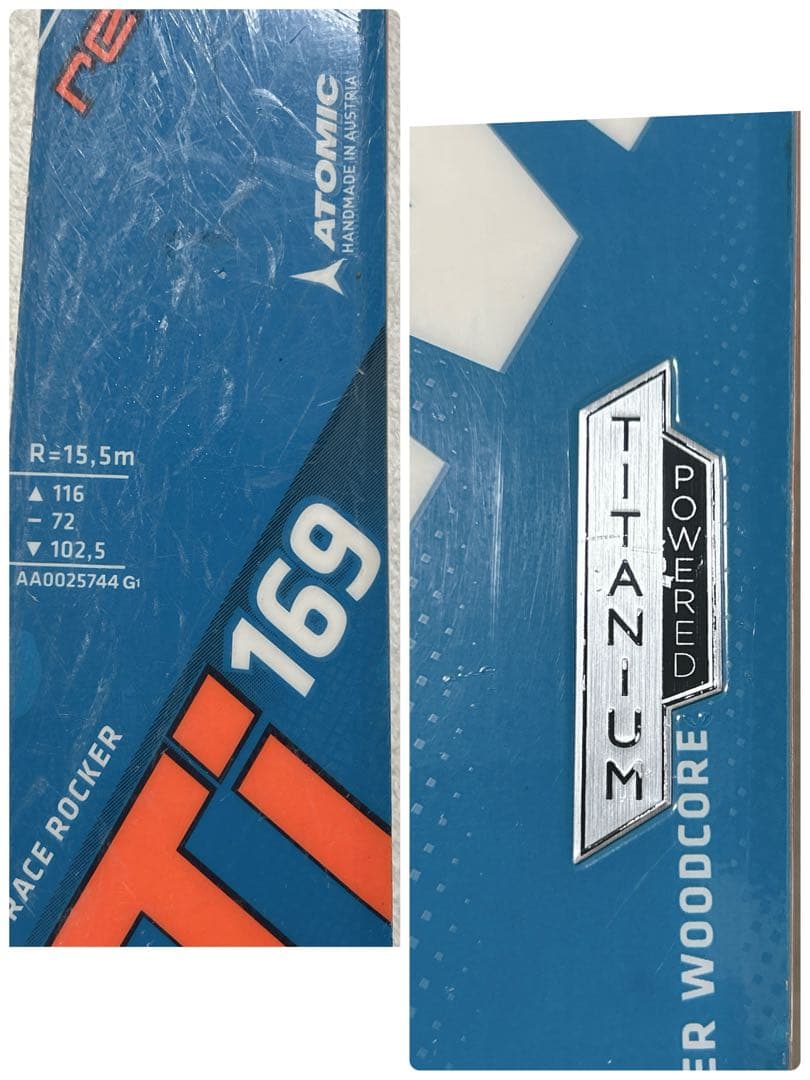 ATOMIC
HANDMADE IN AUSTRIA
R=15,5m
▲ 116
– 72
▼ 102,5
AA0025744 G¹
169
RACE ROCKER
Ti
TITANIUM
POWERED
WOODCORE